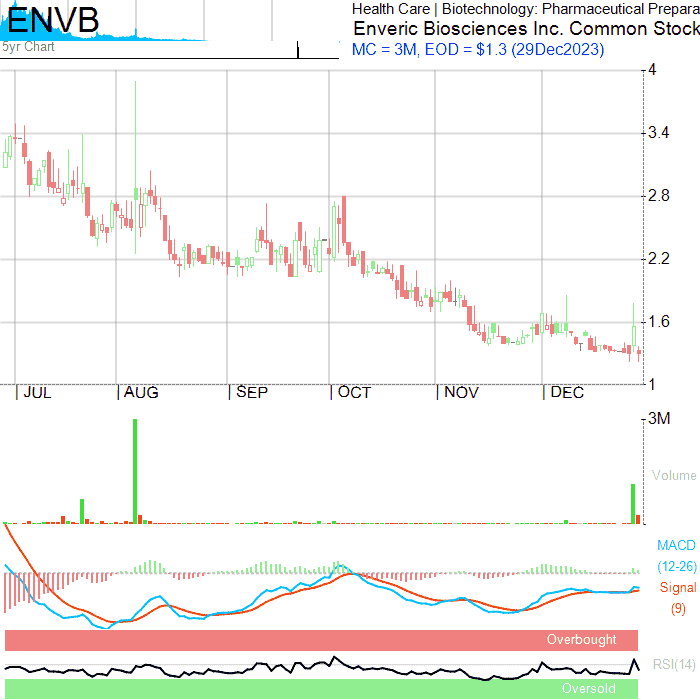 ENVB
5yr Chart
Health Care | Biotechnology: Pharmaceutical Prepara
Enveric Biosciences Inc. Common Stock
MC = 3M, EOD = $1.3 (29Dec2023)
4
3.4
2.8
2.2
1.6
1
| JUL | AUG | SEP | OCT | NOV | DEC
3M
Volume
MACD
(12-26)
Signal
(9)
Overbought
RSI(14)
Oversold